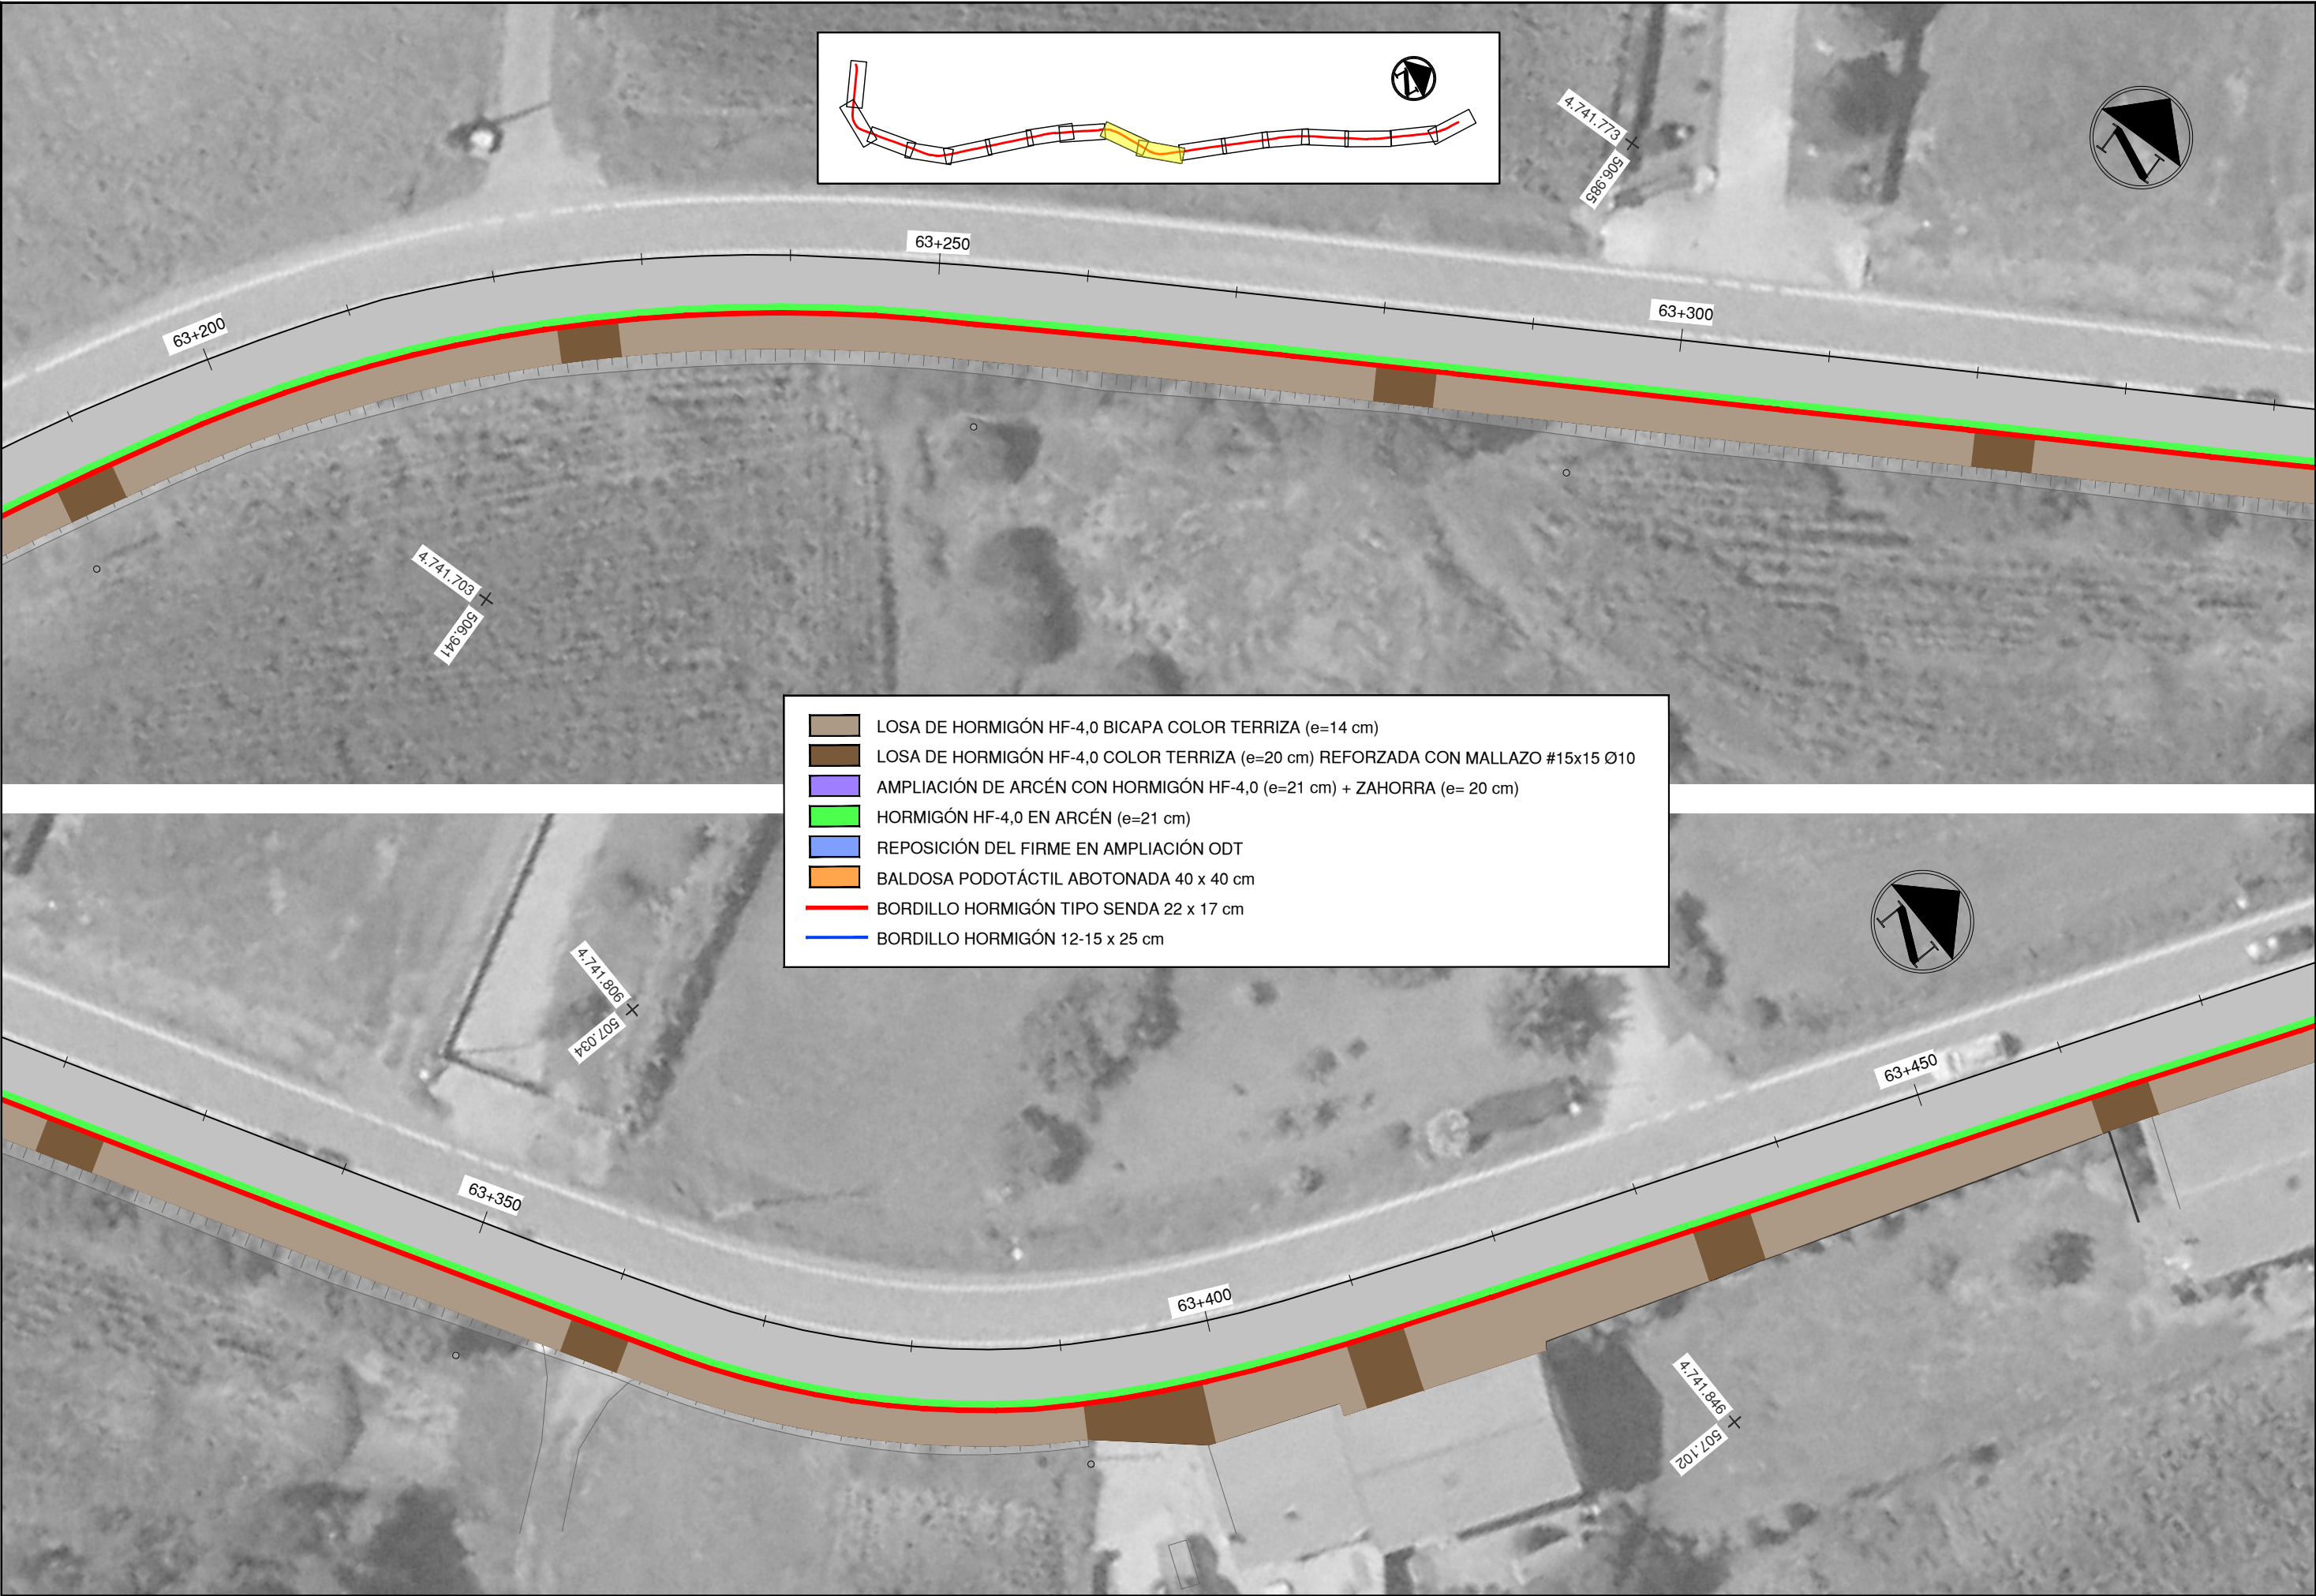 4.741.773
506.985
63+250
63+300
63+200
4.741.703
506.941
LOSA DE HORMIGÓN HF-4,0 BICAPA COLOR TERRIZA (e=14 cm)
LOSA DE HORMIGÓN HF-4,0 COLOR TERRIZA (e=20 cm) REFORZADA CON MALLAZO #15x15 Ø10
AMPLIACIÓN DE ARCÉN CON HORMIGÓN HF-4,0 (e=21 cm) + ZAHORRA (e= 20 cm)
HORMIGÓN HF-4,0 EN ARCÉN (e=21 cm)
REPOSICIÓN DEL FIRME EN AMPLIACIÓN ODT
BALDOSA PODOTÁCTIL ABOTONADA 40 x 40 cm
BORDILLO HORMIGÓN TIPO SENDA 22 x 17 cm
BORDILLO HORMIGÓN 12-15 x 25 cm
4.741.806
507.034
63+450
63+350
63+400
4.741.846
507.102